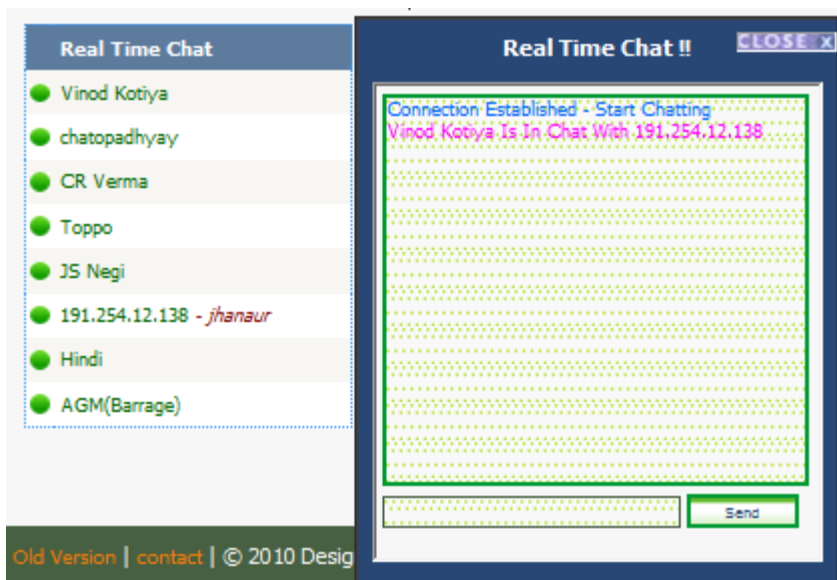 Real Time Chat
Vinod Kotiya
chatopadhyay
CR Verma
Toppo
JS Negi
191.254.12.138 - jhanaur
Hindi
AGM(Barrage)
Old Version | contact | © 2010 Desig
Real Time Chat !!
CLOSE X
Connection Established - Start Chatting
Vinod Kotiya Is In Chat With 191.254.12.138
Send